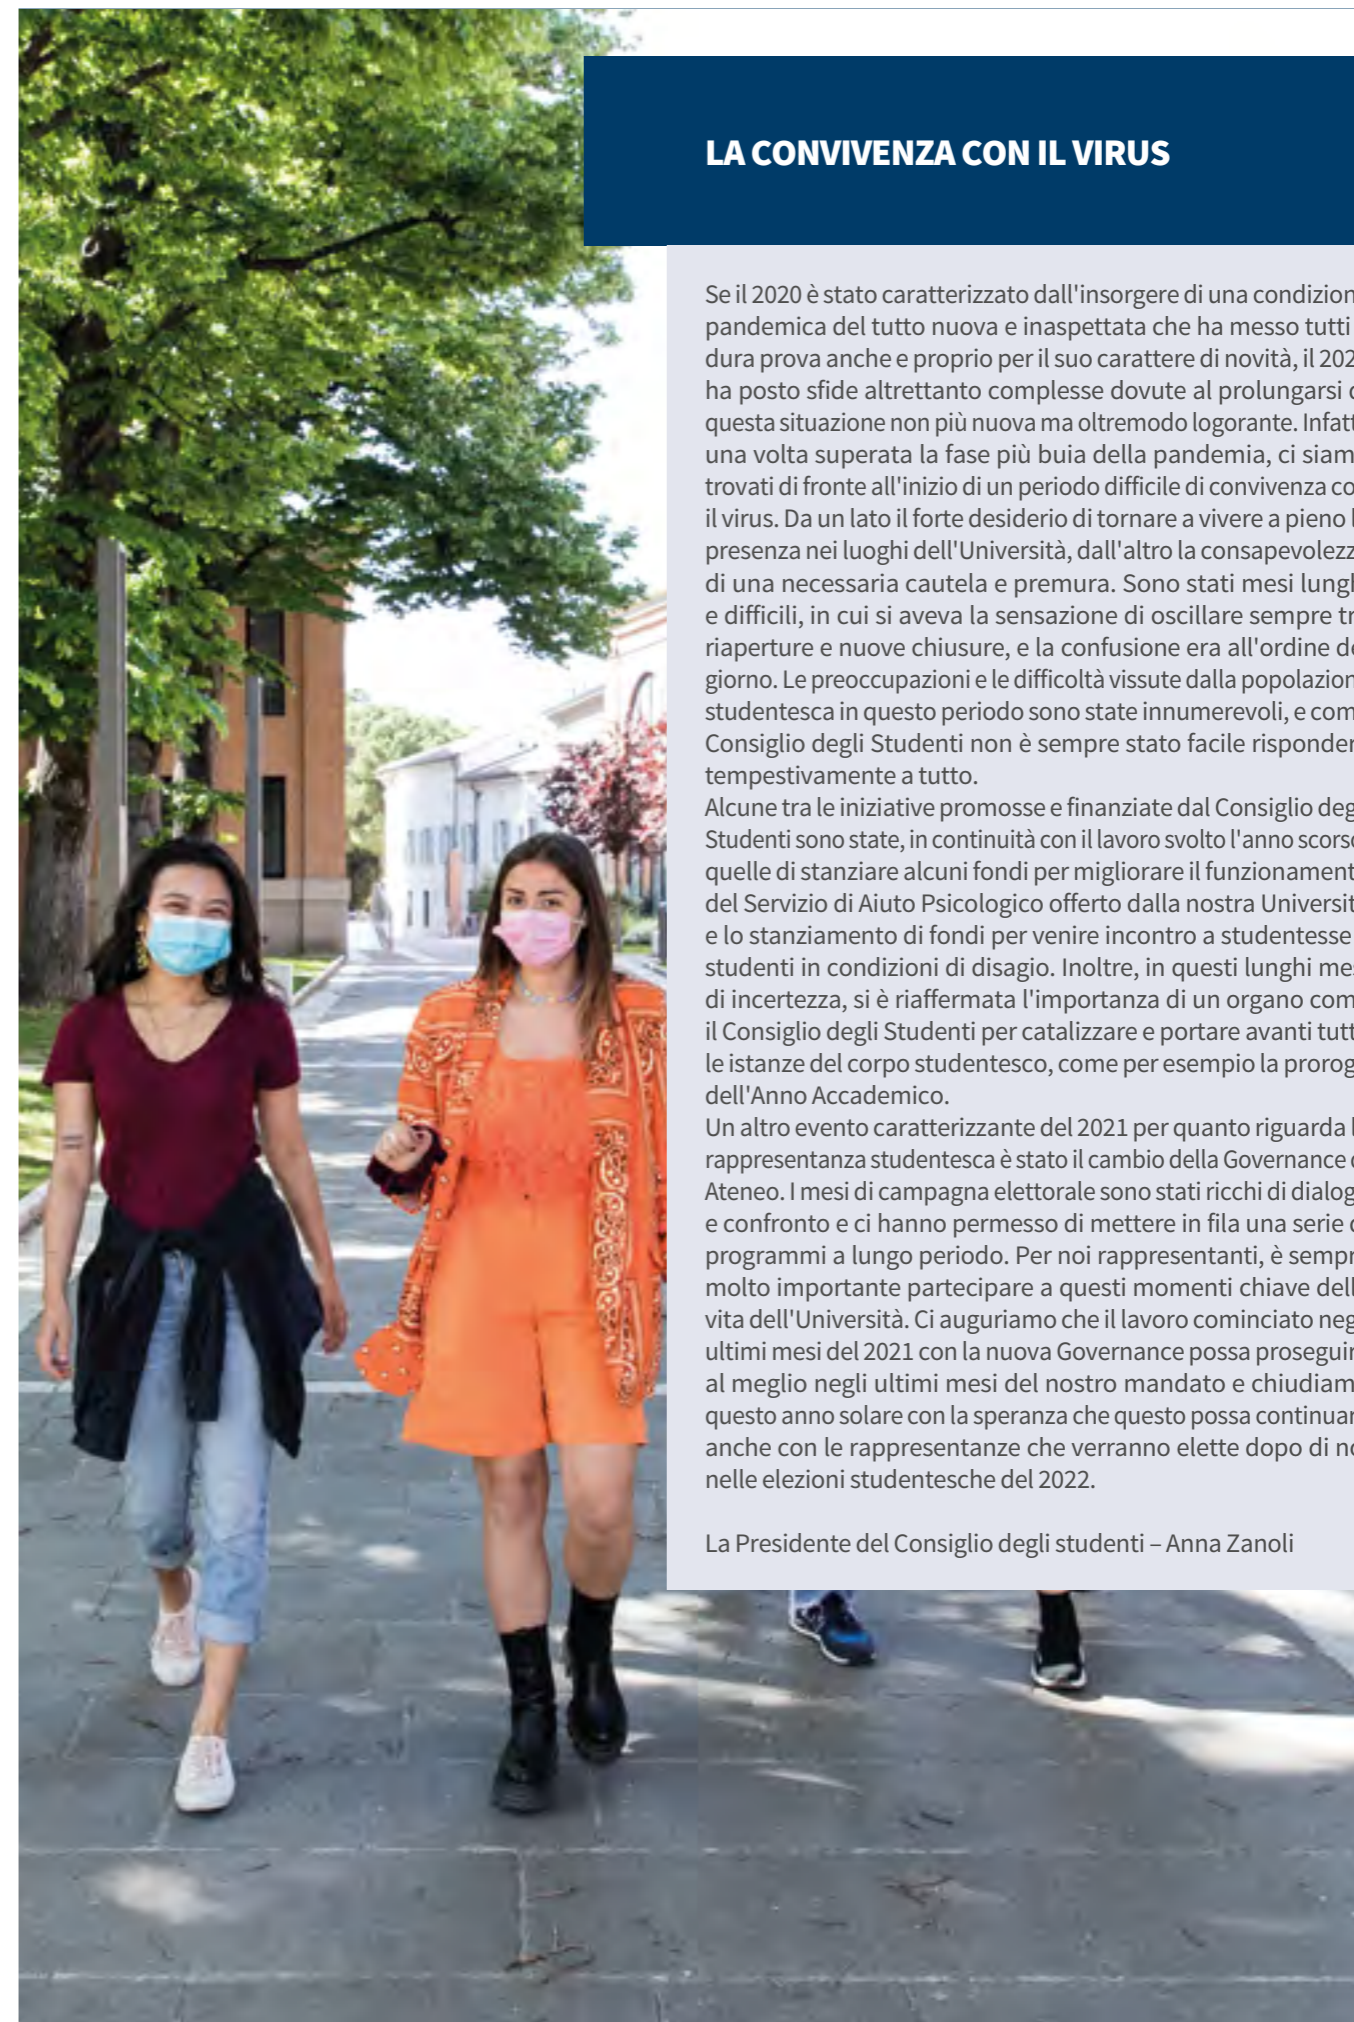 LA CONVIVENZA CON IL VIRUS
Se il 2020 è stato caratterizzato dall'insorgere di una condizion
pandemica del tutto nuova e inaspettata che ha messo tutti
dura prova anche e proprio per il suo carattere di novità, il 202
ha posto sfide altrettanto complesse dovute al prolungarsi
questa situazione non più nuova ma oltremodo logorante. Infatt
una volta superata la fase più buia della pandemia, ci siam
trovati di fronte all'inizio di un periodo difficile di convivenza co
il virus. Da un lato il forte desiderio di tornare a vivere a pieno l
presenza nei luoghi dell'Università, dall'altro la consapevolezz
di una necessaria cautela e premura. Sono stati mesi lungh
e difficili, in cui si aveva la sensazione di oscillare sempre tr
riaperture e nuove chiusure, e la confusione era all'ordine de
giorno. Le preoccupazioni e le difficoltà vissute dalla popolazion
studentesca in questo periodo sono state innumerevoli, e com
Consiglio degli Studenti non è sempre stato facile risponder
tempestivamente a tutto.
Alcune tra le iniziative promosse e finanziate dal Consiglio deg
Studenti sono state, in continuità con il lavoro svolto l'anno scorso
quelle di stanziare alcuni fondi per migliorare il funzionament
del Servizio di Aiuto Psicologico offerto dalla nostra Universit
e lo stanziamento di fondi per venire incontro a studentesse
studenti in condizioni di disagio. Inoltre, in questi lunghi mes
di incertezza, si è riaffermata l'importanza di un organo com
il Consiglio degli Studenti per catalizzare e portare avanti tutt
le istanze del corpo studentesco, come per esempio la prorog
dell'Anno Accademico.
Un altro evento caratterizzante del 2021 per quanto riguarda l
rappresentanza studentesca è stato il cambio della Governance
Ateneo. I mesi di campagna elettorale sono stati ricchi di dialog
e confronto e ci hanno permesso di mettere in fila una serie
programmi a lungo periodo. Per noi rappresentanti, è sempr
molto importante partecipare a questi momenti chiave dell
vita dell'Università. Ci auguriamo che il lavoro cominciato neg
ultimi mesi del 2021 con la nuova Governance possa proseguir
al meglio negli ultimi mesi del nostro mandato e chiudiam
questo anno solare con la speranza che questo possa continuar
anche con le rappresentanze che verranno elette dopo di no
nelle elezioni studentesche del 2022.
La Presidente del Consiglio degli studenti – Anna Zanoli